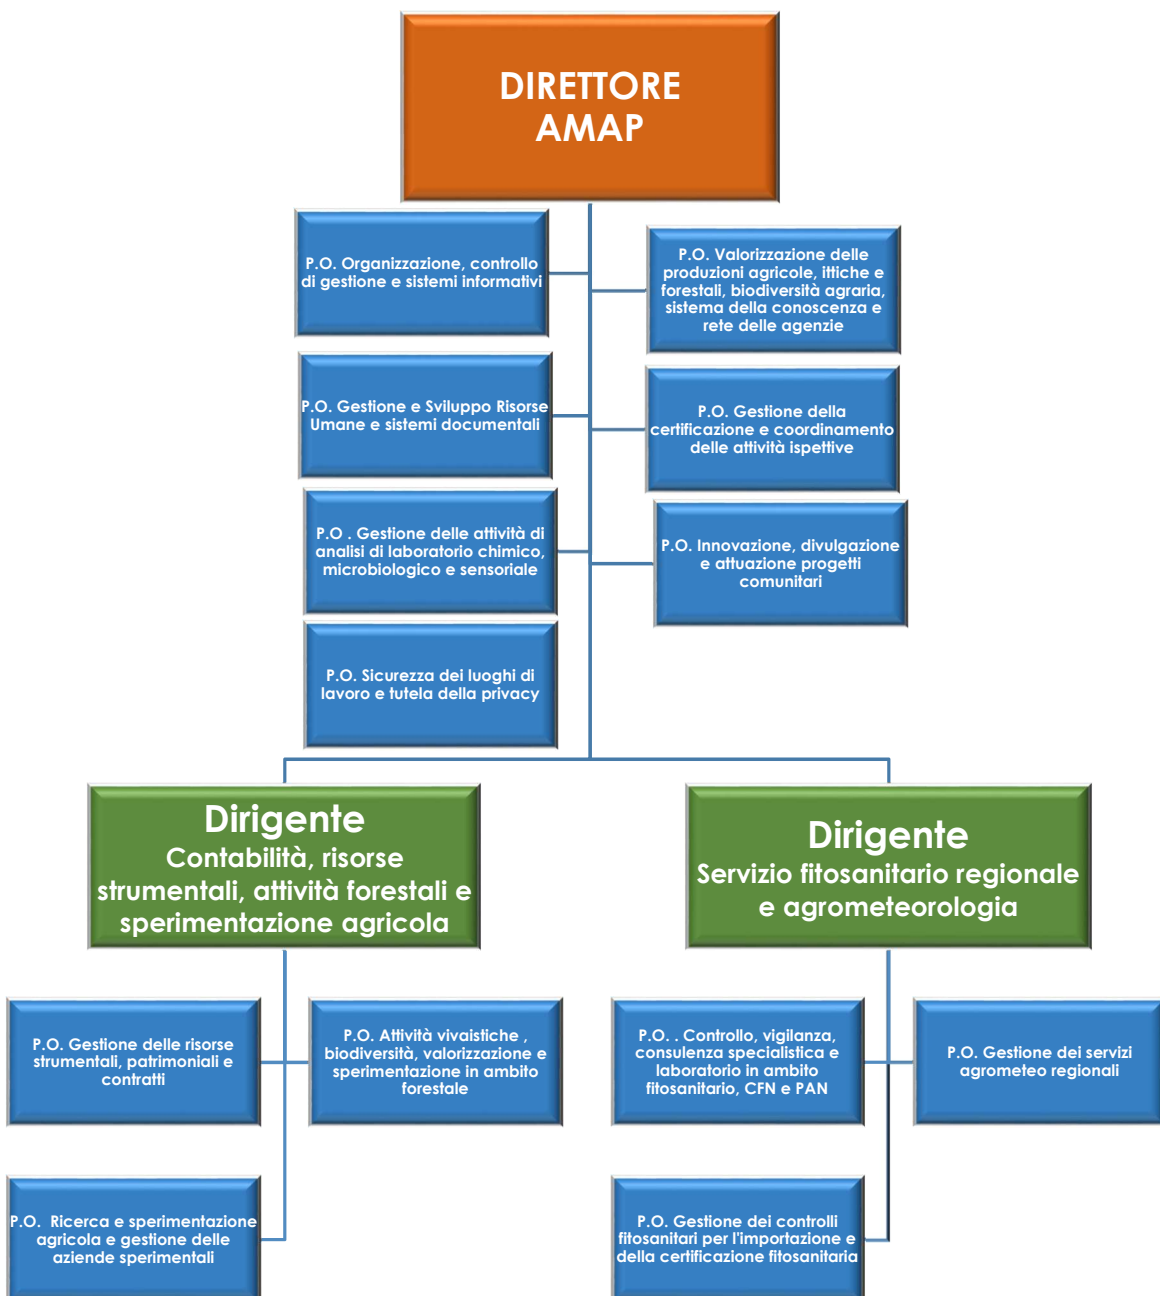 DIRETTORE
AMAP
P.O. Organizzazione, controllo
di gestione e sistemi informativi
P.O. Valorizzazione delle
produzioni agricole, ittiche e
forestali, biodiversità agraria,
sistema della conoscenza e
rete delle agenzie
P.O. Gestione e Sviluppo Risorse
Umane e sistemi documentali
P.O. Gestione della
certificazione e coordinamento
delle attività ispettive
P.O . Gestione delle attività di
analisi di laboratorio chimico,
microbiologico e sensoriale
P.O. Innovazione, divulgazione
e attuazione progetti
comunitari
P.O. Sicurezza dei luoghi di
lavoro e tutela della privacy
Dirigente
Contabilità, risorse
strumentali, attività forestali e
sperimentazione agricola
Dirigente
Servizio fitosanitario regionale
e agrometeorologia
P.O. Gestione delle risorse
strumentali, patrimoniali e
contratti
P.O. Attività vivaistiche ,
biodiversità, valorizzazione e
sperimentazione in ambito
forestale
P.O. . Controllo, vigilanza,
consulenza specialistica e
laboratorio in ambito
fitosanitario, CFN e PAN
P.O. Gestione dei servizi
agrometeo regionali
P.O.  Ricerca e sperimentazione
agricola e gestione delle
aziende sperimentali
P.O. Gestione dei controlli
fitosanitari per l'importazione e
della certificazione fitosanitaria